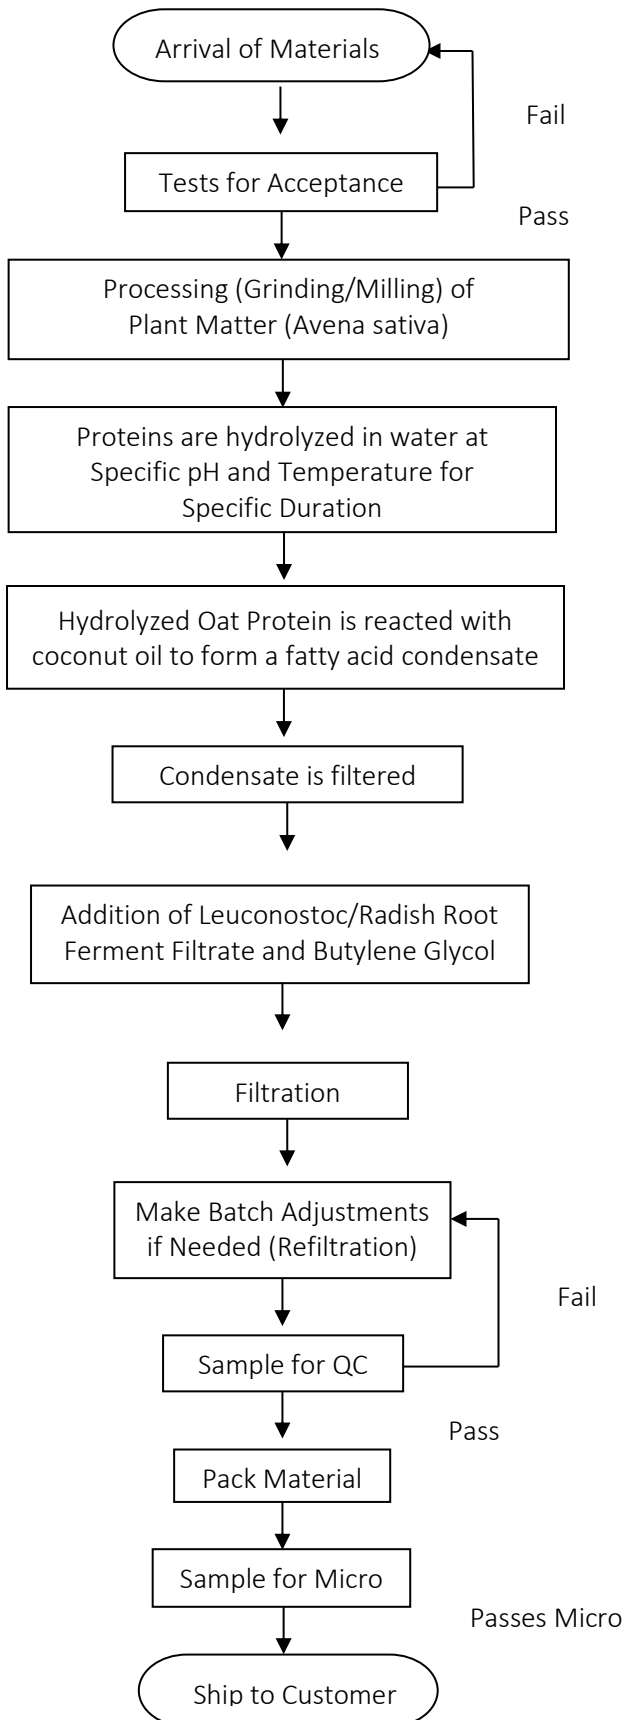 Arrival of Materials
Fail
Tests for Acceptance
Pass
Processing (Grinding/Milling) of
Plant Matter (Avena sativa)
Proteins are hydrolyzed in water at
Specific pH and Temperature for
Specific Duration
Hydrolyzed Oat Protein is reacted with
coconut oil to form a fatty acid condensate
Condensate is filtered
Addition of Leuconostoc/Radish Root
Ferment Filtrate and Butylene Glycol
Filtration
Make Batch Adjustments
if Needed (Refiltration)
Fail
Sample for QC
Pass
Pack Material
Sample for Micro
Passes Micro
Ship to Customer